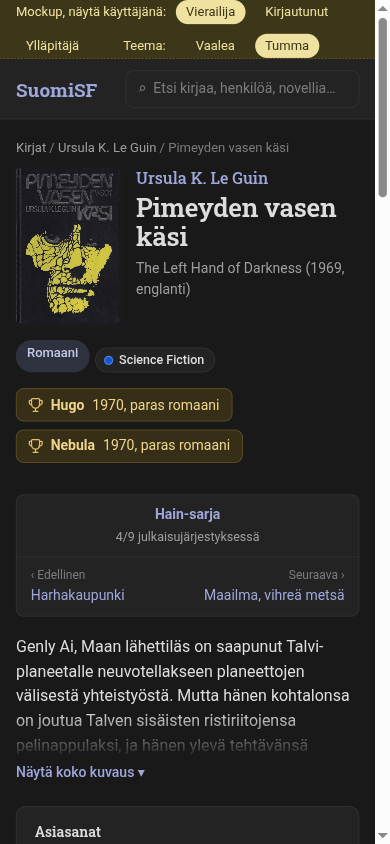 Mockup, näytä käyttäjänä: Vierailija Kirjautunut
Ylläpitäjä Teema: Vaalea Tumma
SuomiSF
Etsi kirjaa, henkilöä, novellia…
Kirjat / Ursula K. Le Guin / Pimeyden vasen käsi
PIMEYDEN
VASEN
URSULA K. LE GUIN KÄSI
Ursula K. Le Guin
Pimeyden vasen
käsi
The Left Hand of Darkness (1969,
englanti)
Romaani Science Fiction
Hugo 1970, paras romaani
Nebula 1970, paras romaani
Hain-sarja
4/9 julkaisujärjestyksessä
‹ Edellinen Seuraava ›
Harhakaupunki Maailma, vihreä metsä
Genly Ai, Maan lähettiläs on saapunut Talvi-
planeetalle neuvotellakseen planeettojen
välisestä yhteistyöstä. Mutta hänen kohtalonsa
on joutua Talven sisäisten ristiriitojensa
pelinappulaksi, ja hänen ylevä tehtävänsä
Näytä koko kuvaus ▾
Asiasanat